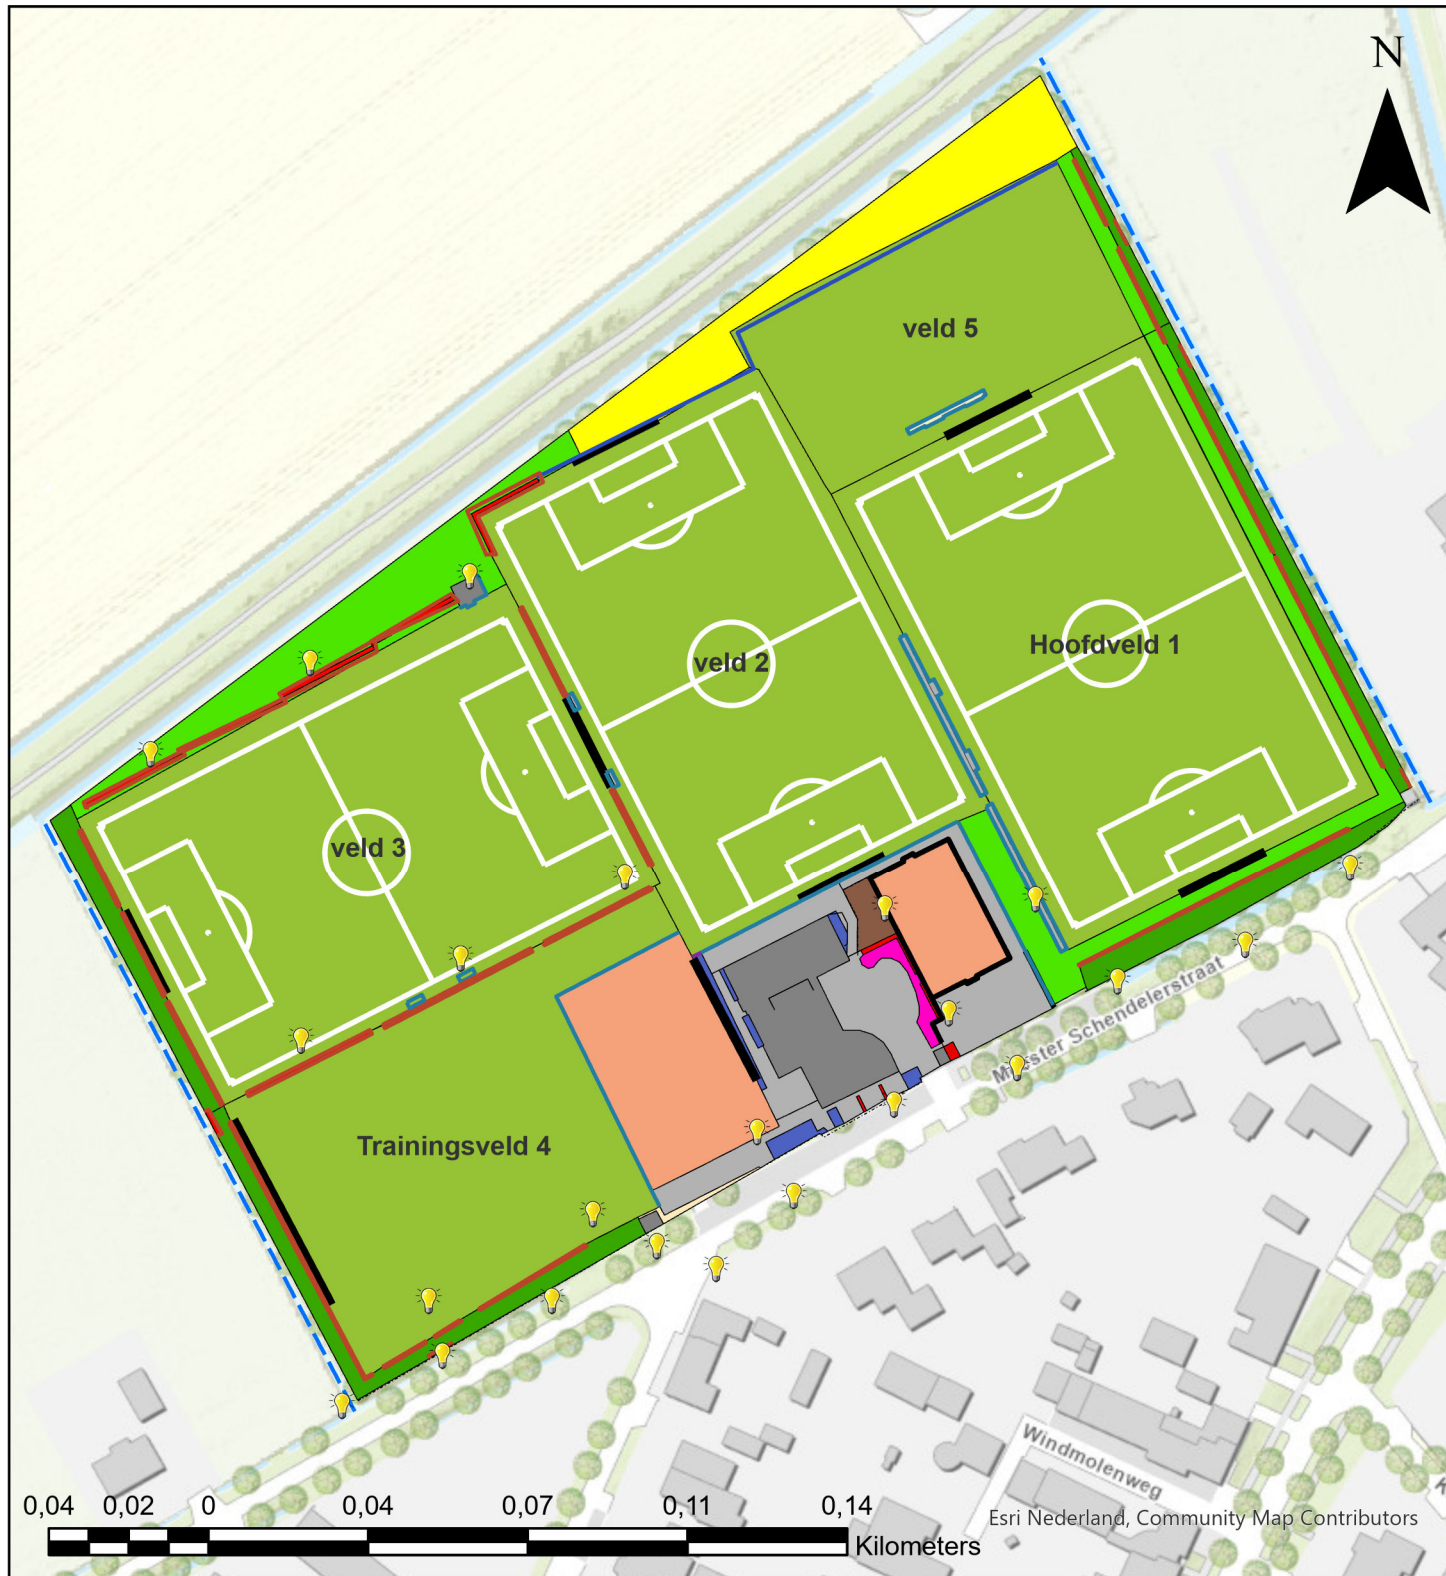 N
veld 5
Hoofdveld 1
veld 2
veld 3
Trainingsveld 4
Meester Schendelerstraat
Windmolenweg
0,04 0,02 0 0,04 0,07 0,11 0,14
Kilometers
Esri Nederland, Community Map Contributors